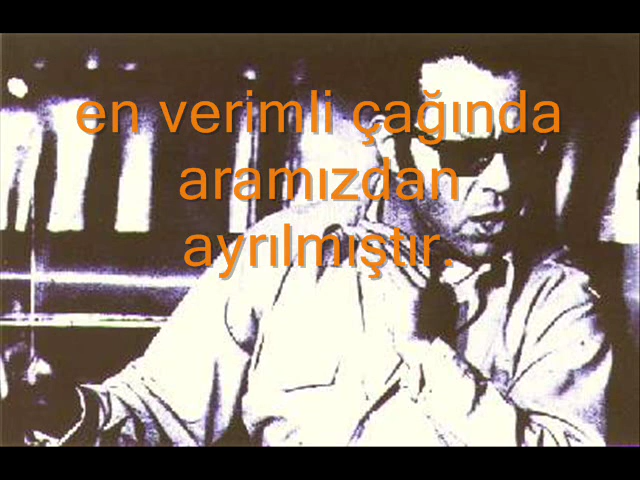 en verimli çağında
aramızdan
ayrılmıştır.